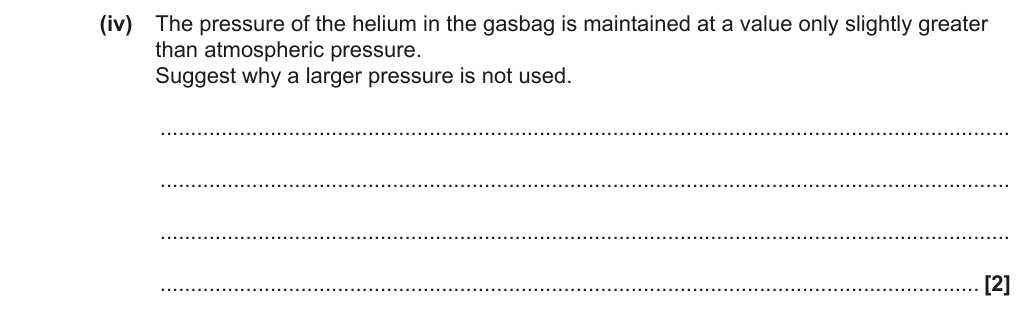 (iv) The pressure of the helium in the gasbag is maintained at a value only slightly greater
than atmospheric pressure.
Suggest why a larger pressure is not used.
[2]